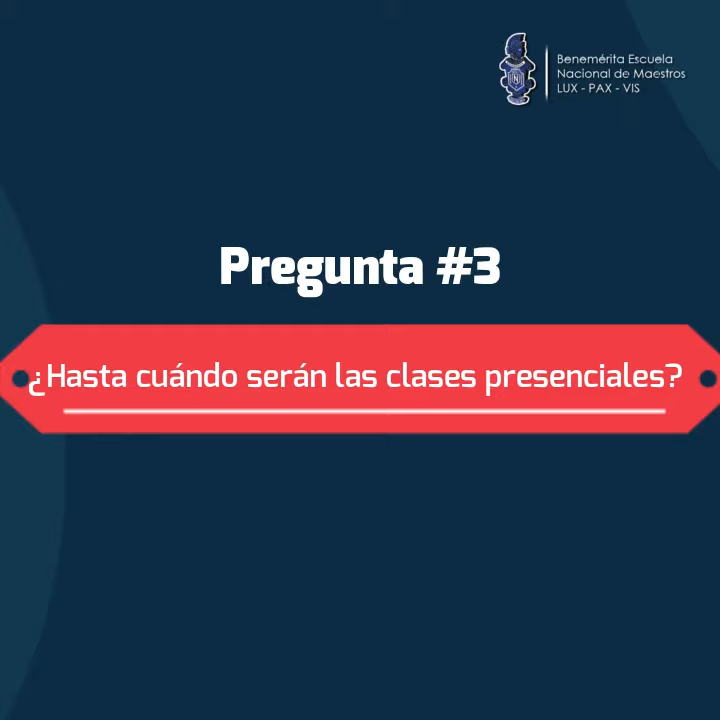 Benemérita Escuela
Nacional de Maestros
LUX - PAX - VIS
Pregunta #3
¿Hasta cuándo serán las clases presenciales?